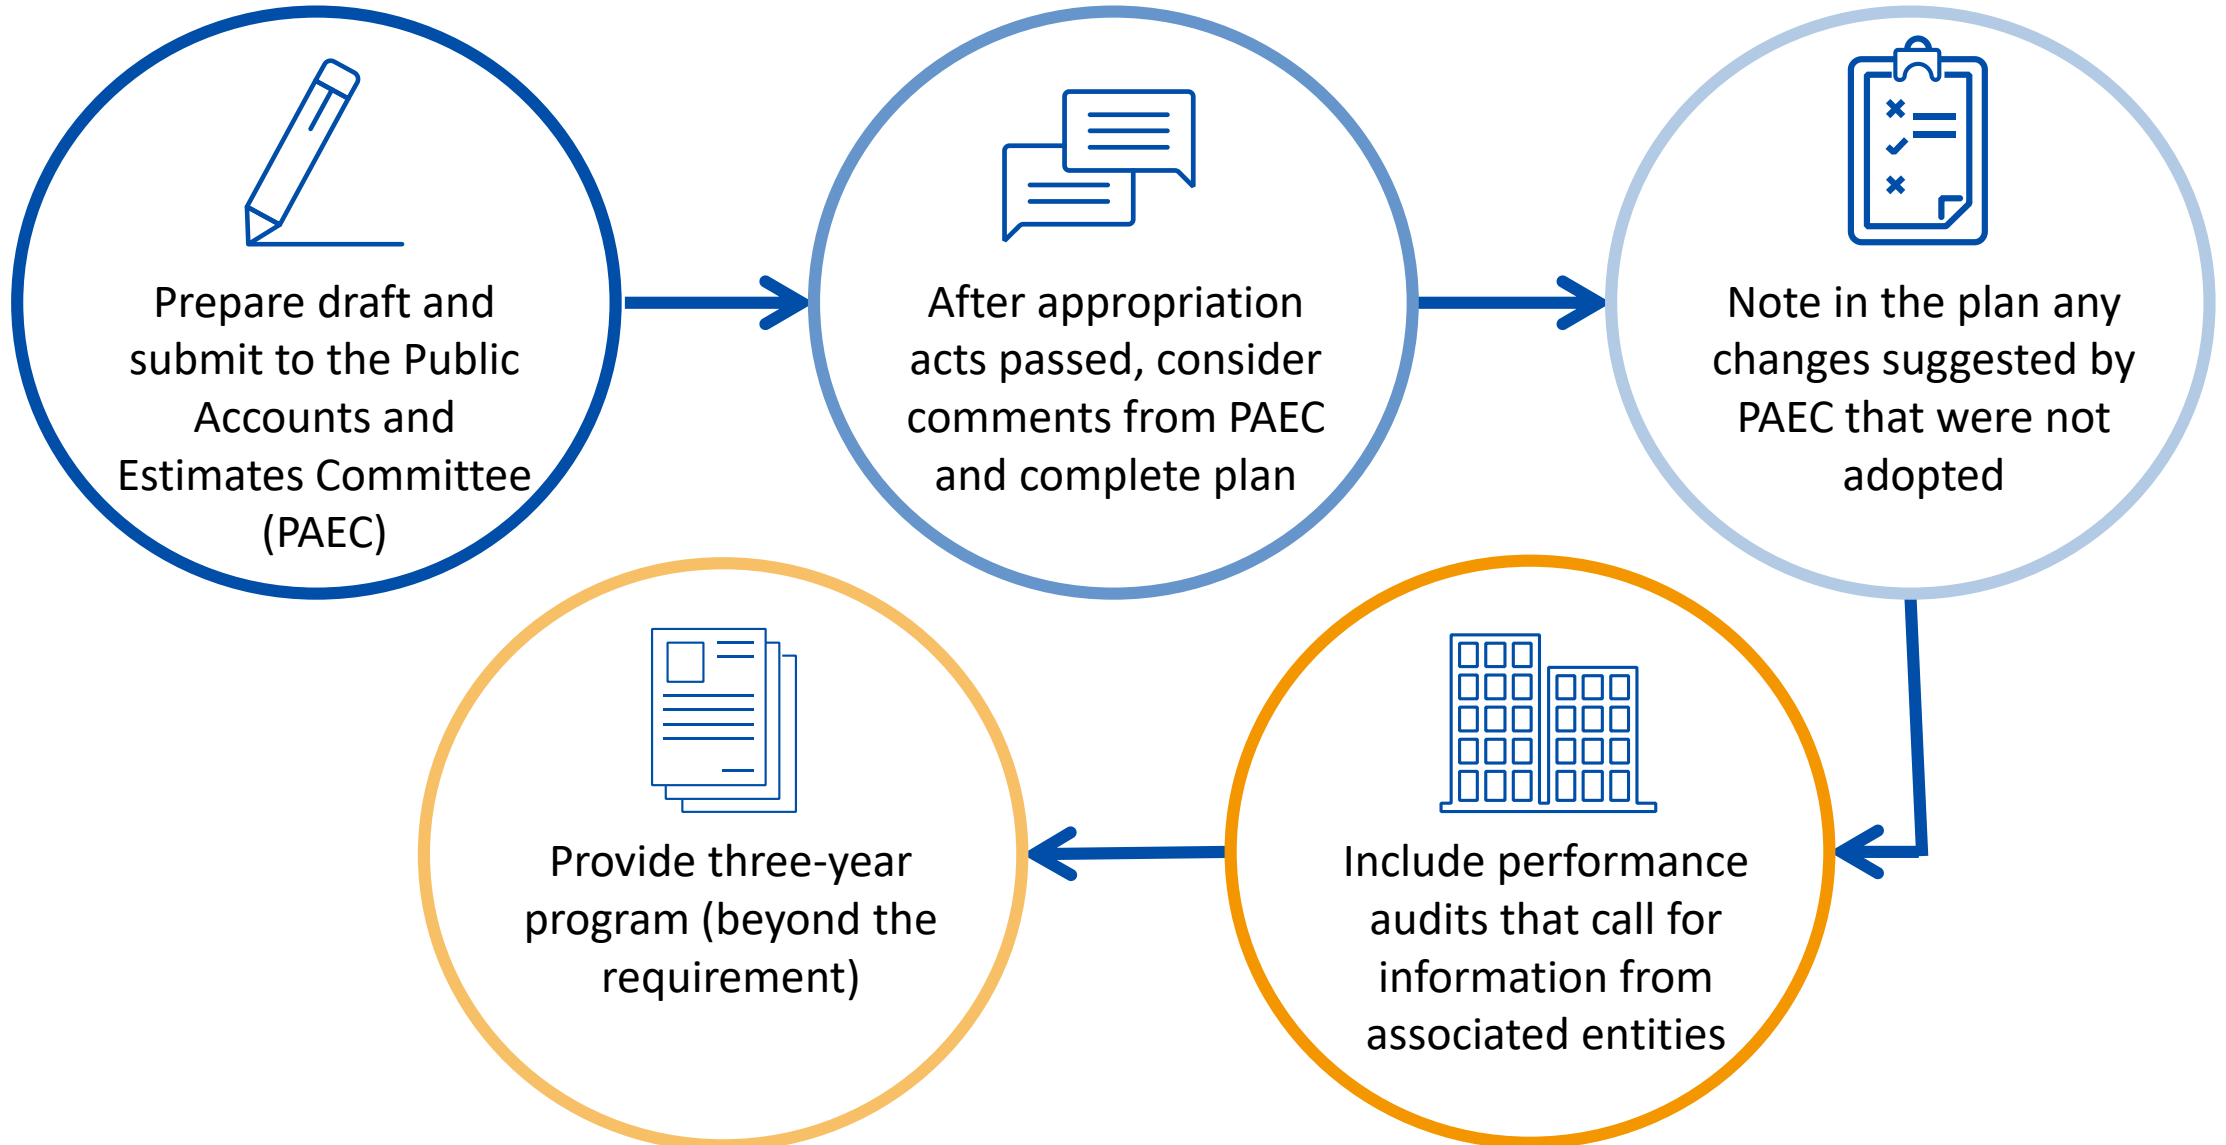 Prepare draft and
submit to the Public
Accounts and
Estimates Committee
(PAEC)
After appropriation
acts passed, consider
comments from PAEC
and complete plan
Note in the plan any
changes suggested by
PAEC that were not
adopted
Include performance
audits that call for
information from
associated entities
Provide three-year
program (beyond the
requirement)